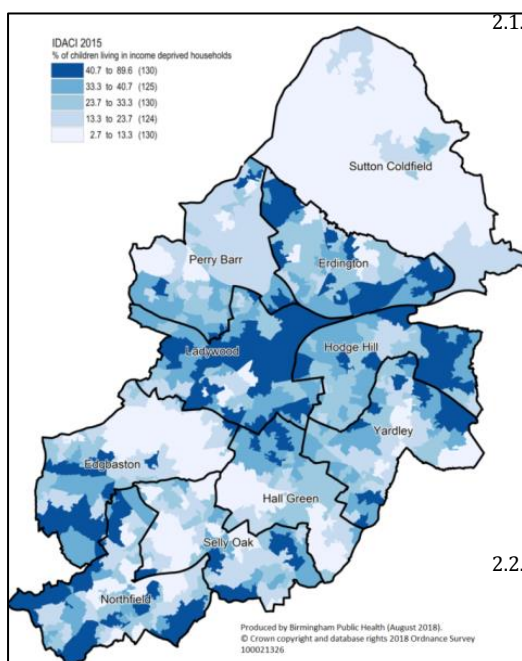 2.1.
IDACI 2015
% of children living in income deprived households
40.7 to 89.6 (130)
33.3 to 40.7 (125)
23.7 to 33.3 (130)
13.3 to 23.7 (124)
2.7 to 13.3 (130)
Sutton Coldfield
Perry Barr
Erdington
Ladywood
Hodge Hill
Yardley
Edgbaston
Hall Green
Selly Oak
2.2.
Northfield
Produced by Birmingham Public Health (August 2018).
© Crown copyright and database rights 2018 Ordnance Survey
100021326